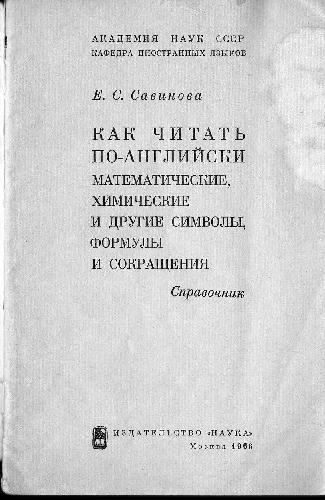 АКАДЕМИЯ НАУК СССР
КАФЕДРА ИНОСТРАННЫХ ЯЗЫКОВ
Е. С. Савинова
КАК ЧИТАТЬ
ПО-АНГЛИЙСКИ
МАТЕМАТИЧЕСКИЕ,
ХИМИЧЕСКИЕ
И ДРУГИЕ СИМВОЛЫ,
ФОРМУЛЫ
И СОКРАЩЕНИЯ
Справочник
ИЗДАТЕЛЬСТВО «НАУКА»
Москва 1966